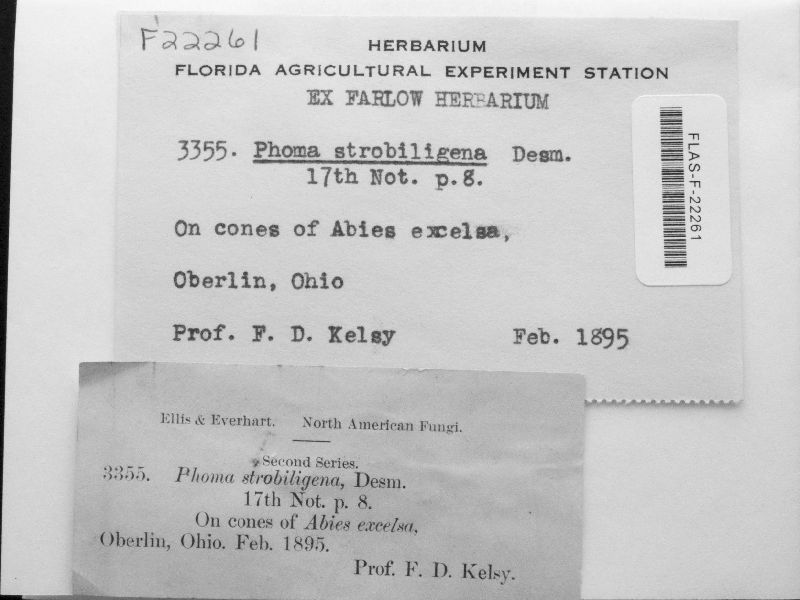 F22261
HERBARIUM
FLORIDA AGRICULTURAL EXPERIMENT STATION
EX FARLOW HERBARIUM
3355. Phoma strobiligena Desm.
17th Not. p.8.
On cones of Abies excelsa,
Oberlin, Ohio
Prof. F. D. Kelsy Feb. 1895
FLAS-F-22261
Ellis & Everhart. North American Fungi.
Second Series.
3355. Phoma strobiligena, Desm.
17th Not. p. 8.
On cones of Abies excelsa,
Oberlin, Ohio. Feb. 1895.
Prof. F. D. Kelsy.